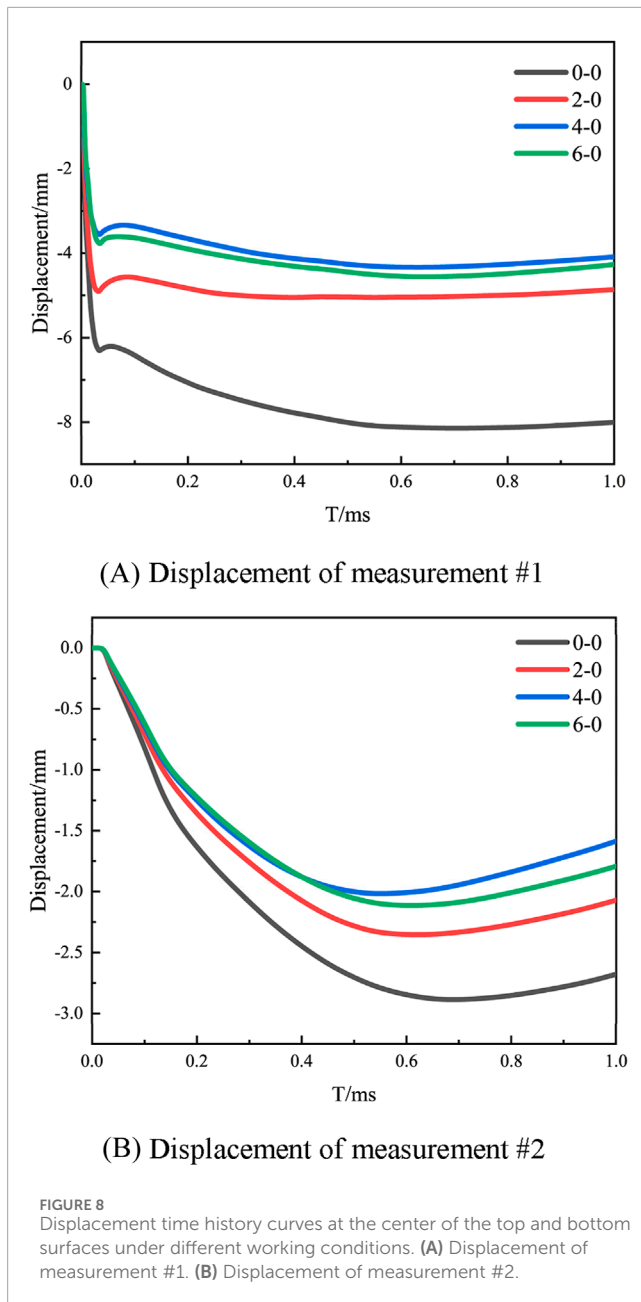 0-0
2-0
4-0
6-0
0
-2
-4
-6
-8
Displacement/mm
0.0 0.2 0.4 0.6 0.8 1.0
T/ms
(A) Displacement of measurement #1
0-0
2-0
4-0
6-0
0.0
-0.5
-1.0
-1.5
-2.0
-2.5
-3.0
Displacement/mm
0.0 0.2 0.4 0.6 0.8 1.0
T/ms
(B) Displacement of measurement #2
FIGURE 8
Displacement time history curves at the center of the top and bottom
surfaces under different working conditions. (A) Displacement of
measurement #1. (B) Displacement of measurement #2.